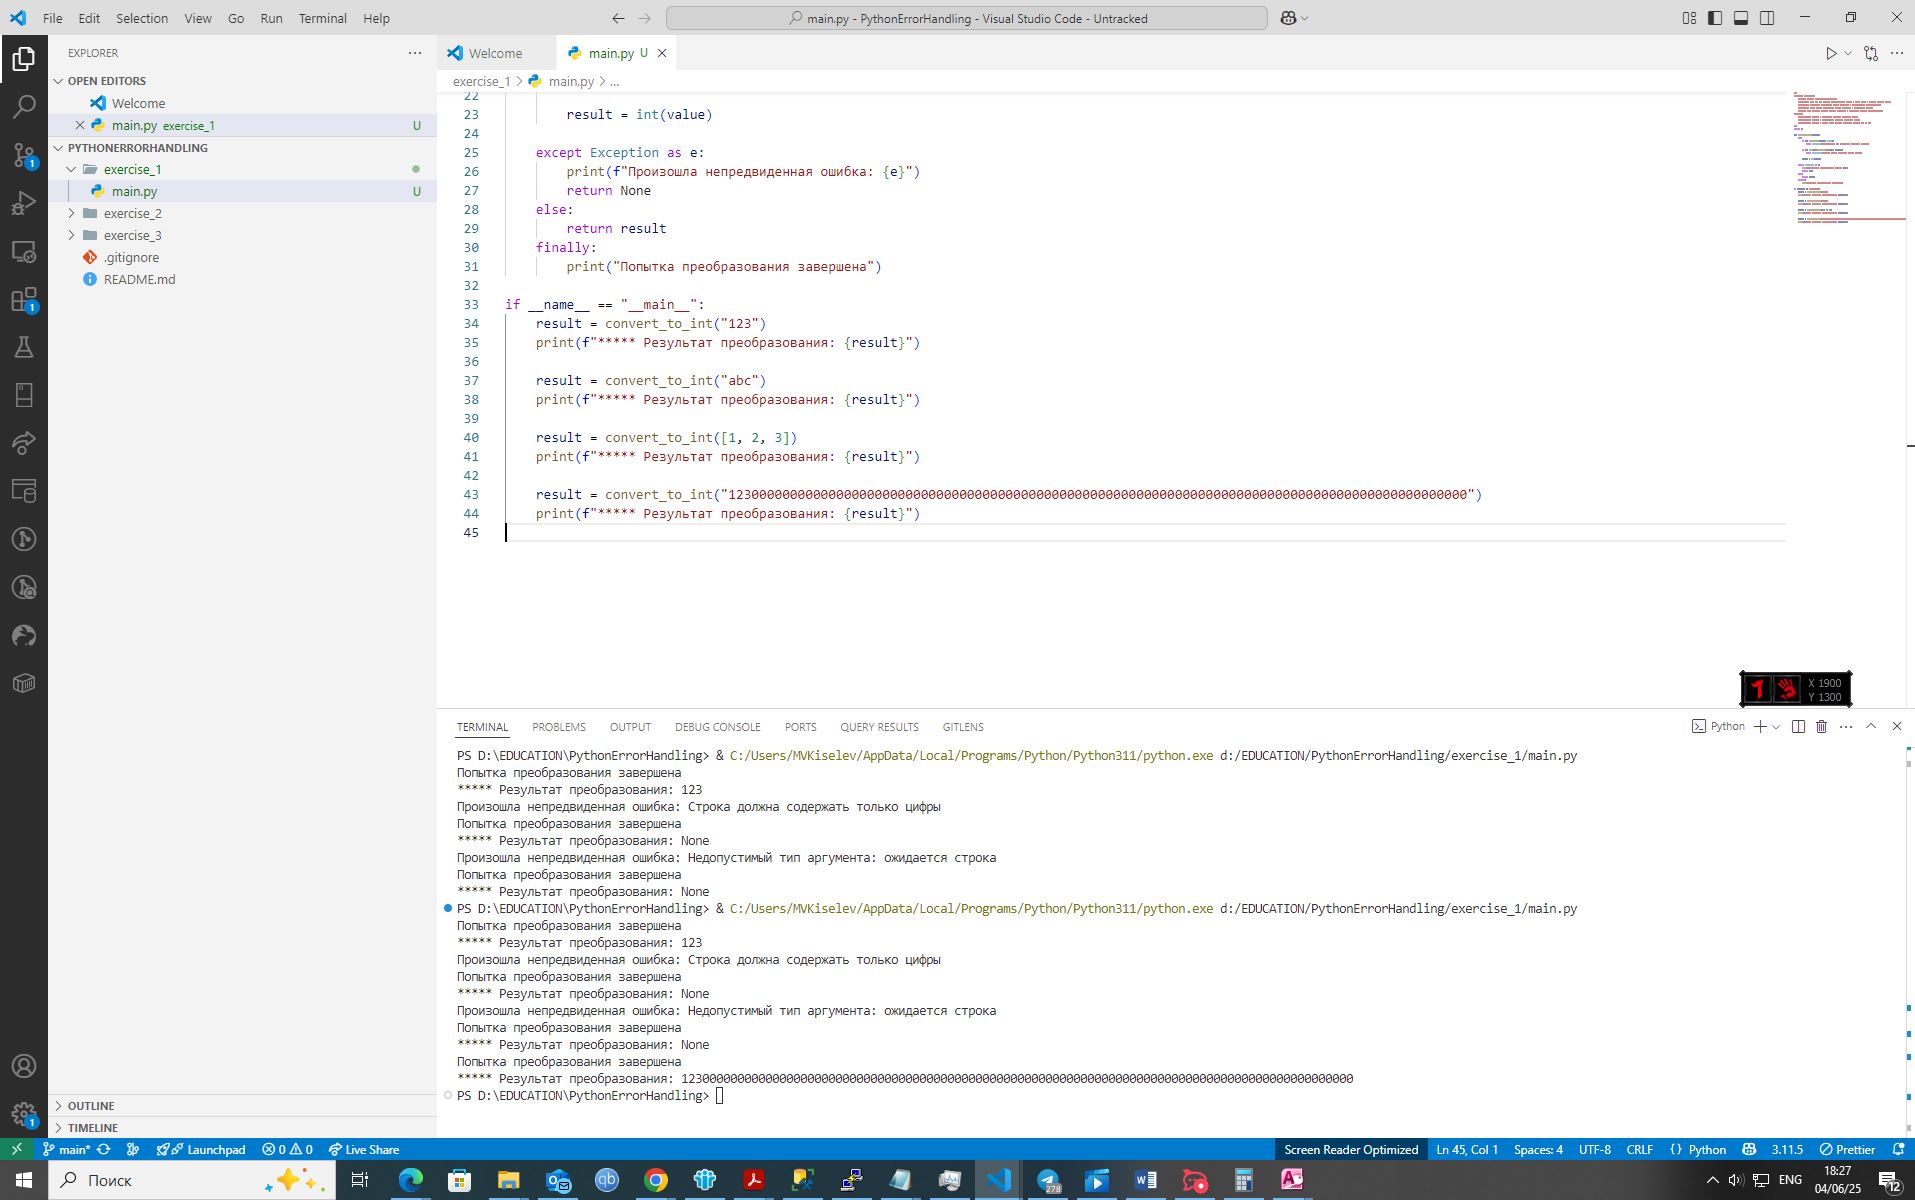 File Edit Selection View Go Run Terminal Help
main.py - PythonErrorHandling - Visual Studio Code - Untracked
EXPLORER
OPEN EDITORS
Welcome
main.py exercise_1 U
PYTHONERRORHANDLING
exercise_1
main.py U
exercise_2
exercise_3
.gitignore
README.md
OUTLINE
TIMELINE
Welcome
main.py U
exercise_1 > main.py > ...
22
23 result = int(value)
24
25 except Exception as e:
26 print(f"Произошла непредвиденная ошибка: {e}")
27 return None
28 else:
29 return result
30 finally:
31 print("Попытка преобразования завершена")
32
33 if __name__ == "__main__":
34 result = convert_to_int("123")
35 print(f"***** Результат преобразования: {result}")
36
37 result = convert_to_int("abc")
38 print(f"***** Результат преобразования: {result}")
39
40 result = convert_to_int([1, 2, 3])
41 print(f"***** Результат преобразования: {result}")
42
43 result = convert_to_int("123000000000000000000000000000000000000000000000000000000000000000000000000000000000000000000000")
44 print(f"***** Результат преобразования: {result}")
45
X 1900
Y 1300
TERMINAL PROBLEMS OUTPUT DEBUG CONSOLE PORTS QUERY RESULTS GITLENS
Python
PS D:\EDUCATION\PythonErrorHandling> & C:/Users/MVKiselev/AppData/Local/Programs/Python/Python311/python.exe d:/EDUCATION/PythonErrorHandling/exercise_1/main.py
Попытка преобразования завершена
***** Результат преобразования: 123
Произошла непредвиденная ошибка: Строка должна содержать только цифры
Попытка преобразования завершена
***** Результат преобразования: None
Произошла непредвиденная ошибка: Недопустимый тип аргумента: ожидается строка
Попытка преобразования завершена
***** Результат преобразования: None
PS D:\EDUCATION\PythonErrorHandling> & C:/Users/MVKiselev/AppData/Local/Programs/Python/Python311/python.exe d:/EDUCATION/PythonErrorHandling/exercise_1/main.py
Попытка преобразования завершена
***** Результат преобразования: 123
Произошла непредвиденная ошибка: Строка должна содержать только цифры
Попытка преобразования завершена
***** Результат преобразования: None
Произошла непредвиденная ошибка: Недопустимый тип аргумента: ожидается строка
Попытка преобразования завершена
***** Результат преобразования: None
Попытка преобразования завершена
***** Результат преобразования: 123000000000000000000000000000000000000000000000000000000000000000000000000000000000000000000000
PS D:\EDUCATION\PythonErrorHandling>
main* Launchpad 0 0 Live Share
Screen Reader Optimized Ln 45, Col 1 Spaces: 4 UTF-8 CRLF {} Python 3.11.5 Prettier
Поиск
278
ENG
18:27
04/06/25
12